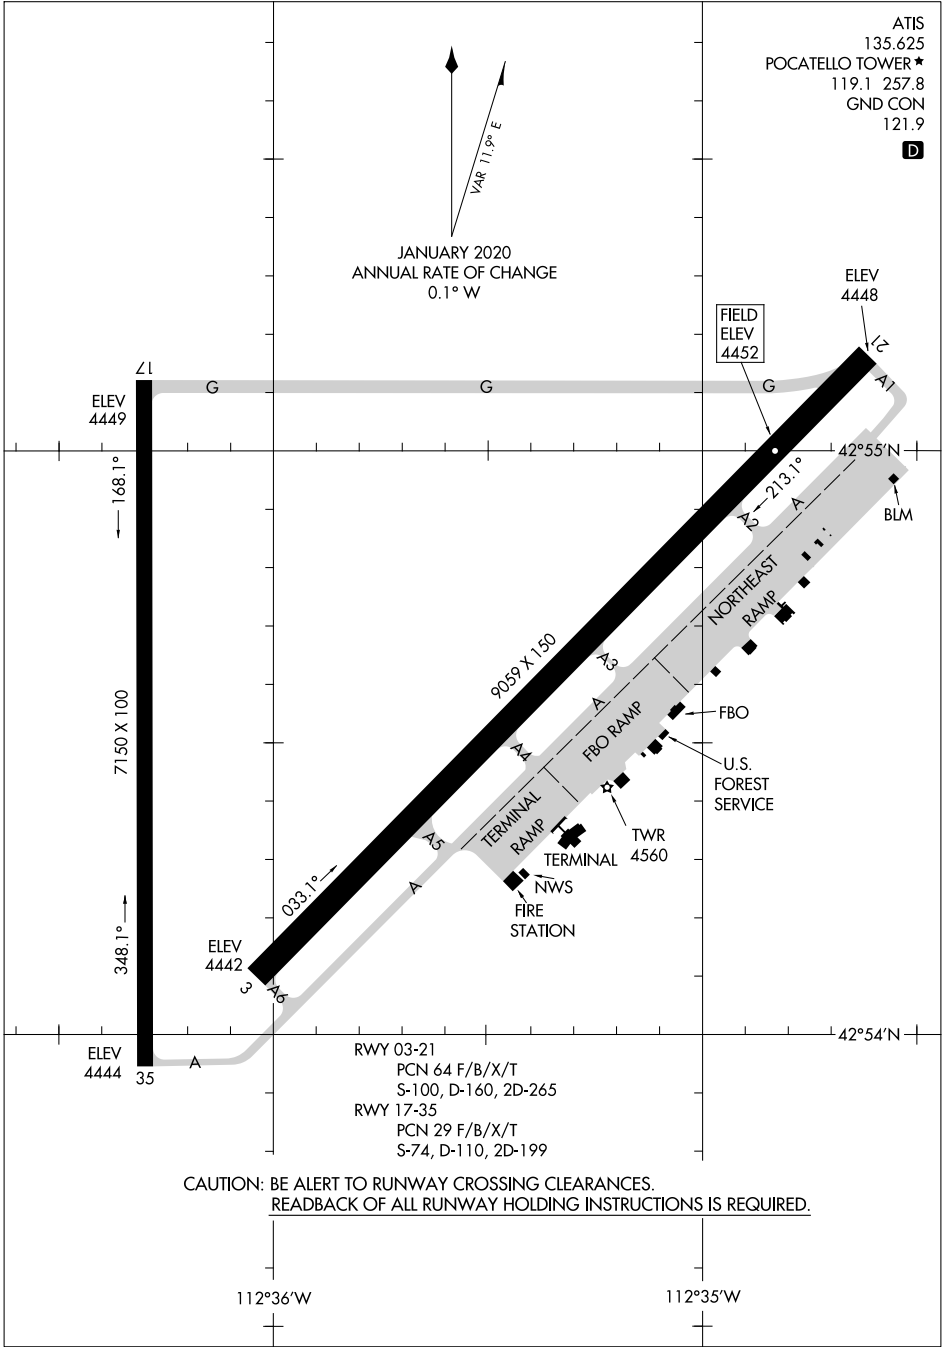 ATIS
135.625
POCATELLO TOWER★
119.1 257.8
GND CON
121.9
D
VAR 11.9° E
JANUARY 2020
ANNUAL RATE OF CHANGE
0.1° W
ELEV
4448
FIELD
ELEV
4452
21
17
G
G
G
A1
ELEV
4449
42°55'N
168.1°
213.1°
A
A2
BLM
NORTHEAST
RAMP
9059 X 150
A3
A
7150 X 100
FBO RAMP
FBO
A4
U.S.
FOREST
SERVICE
TERMINAL
RAMP
A5
TWR
4560
TERMINAL
NWS
A
033.1°
FIRE
STATION
348.1°
ELEV
4442
3
A6
42°54'N
ELEV
4444
35
A
RWY 03-21
PCN 64 F/B/X/T
S-100, D-160, 2D-265
RWY 17-35
PCN 29 F/B/X/T
S-74, D-110, 2D-199
CAUTION: BE ALERT TO RUNWAY CROSSING CLEARANCES.
READBACK OF ALL RUNWAY HOLDING INSTRUCTIONS IS REQUIRED.
112°36'W
112°35'W